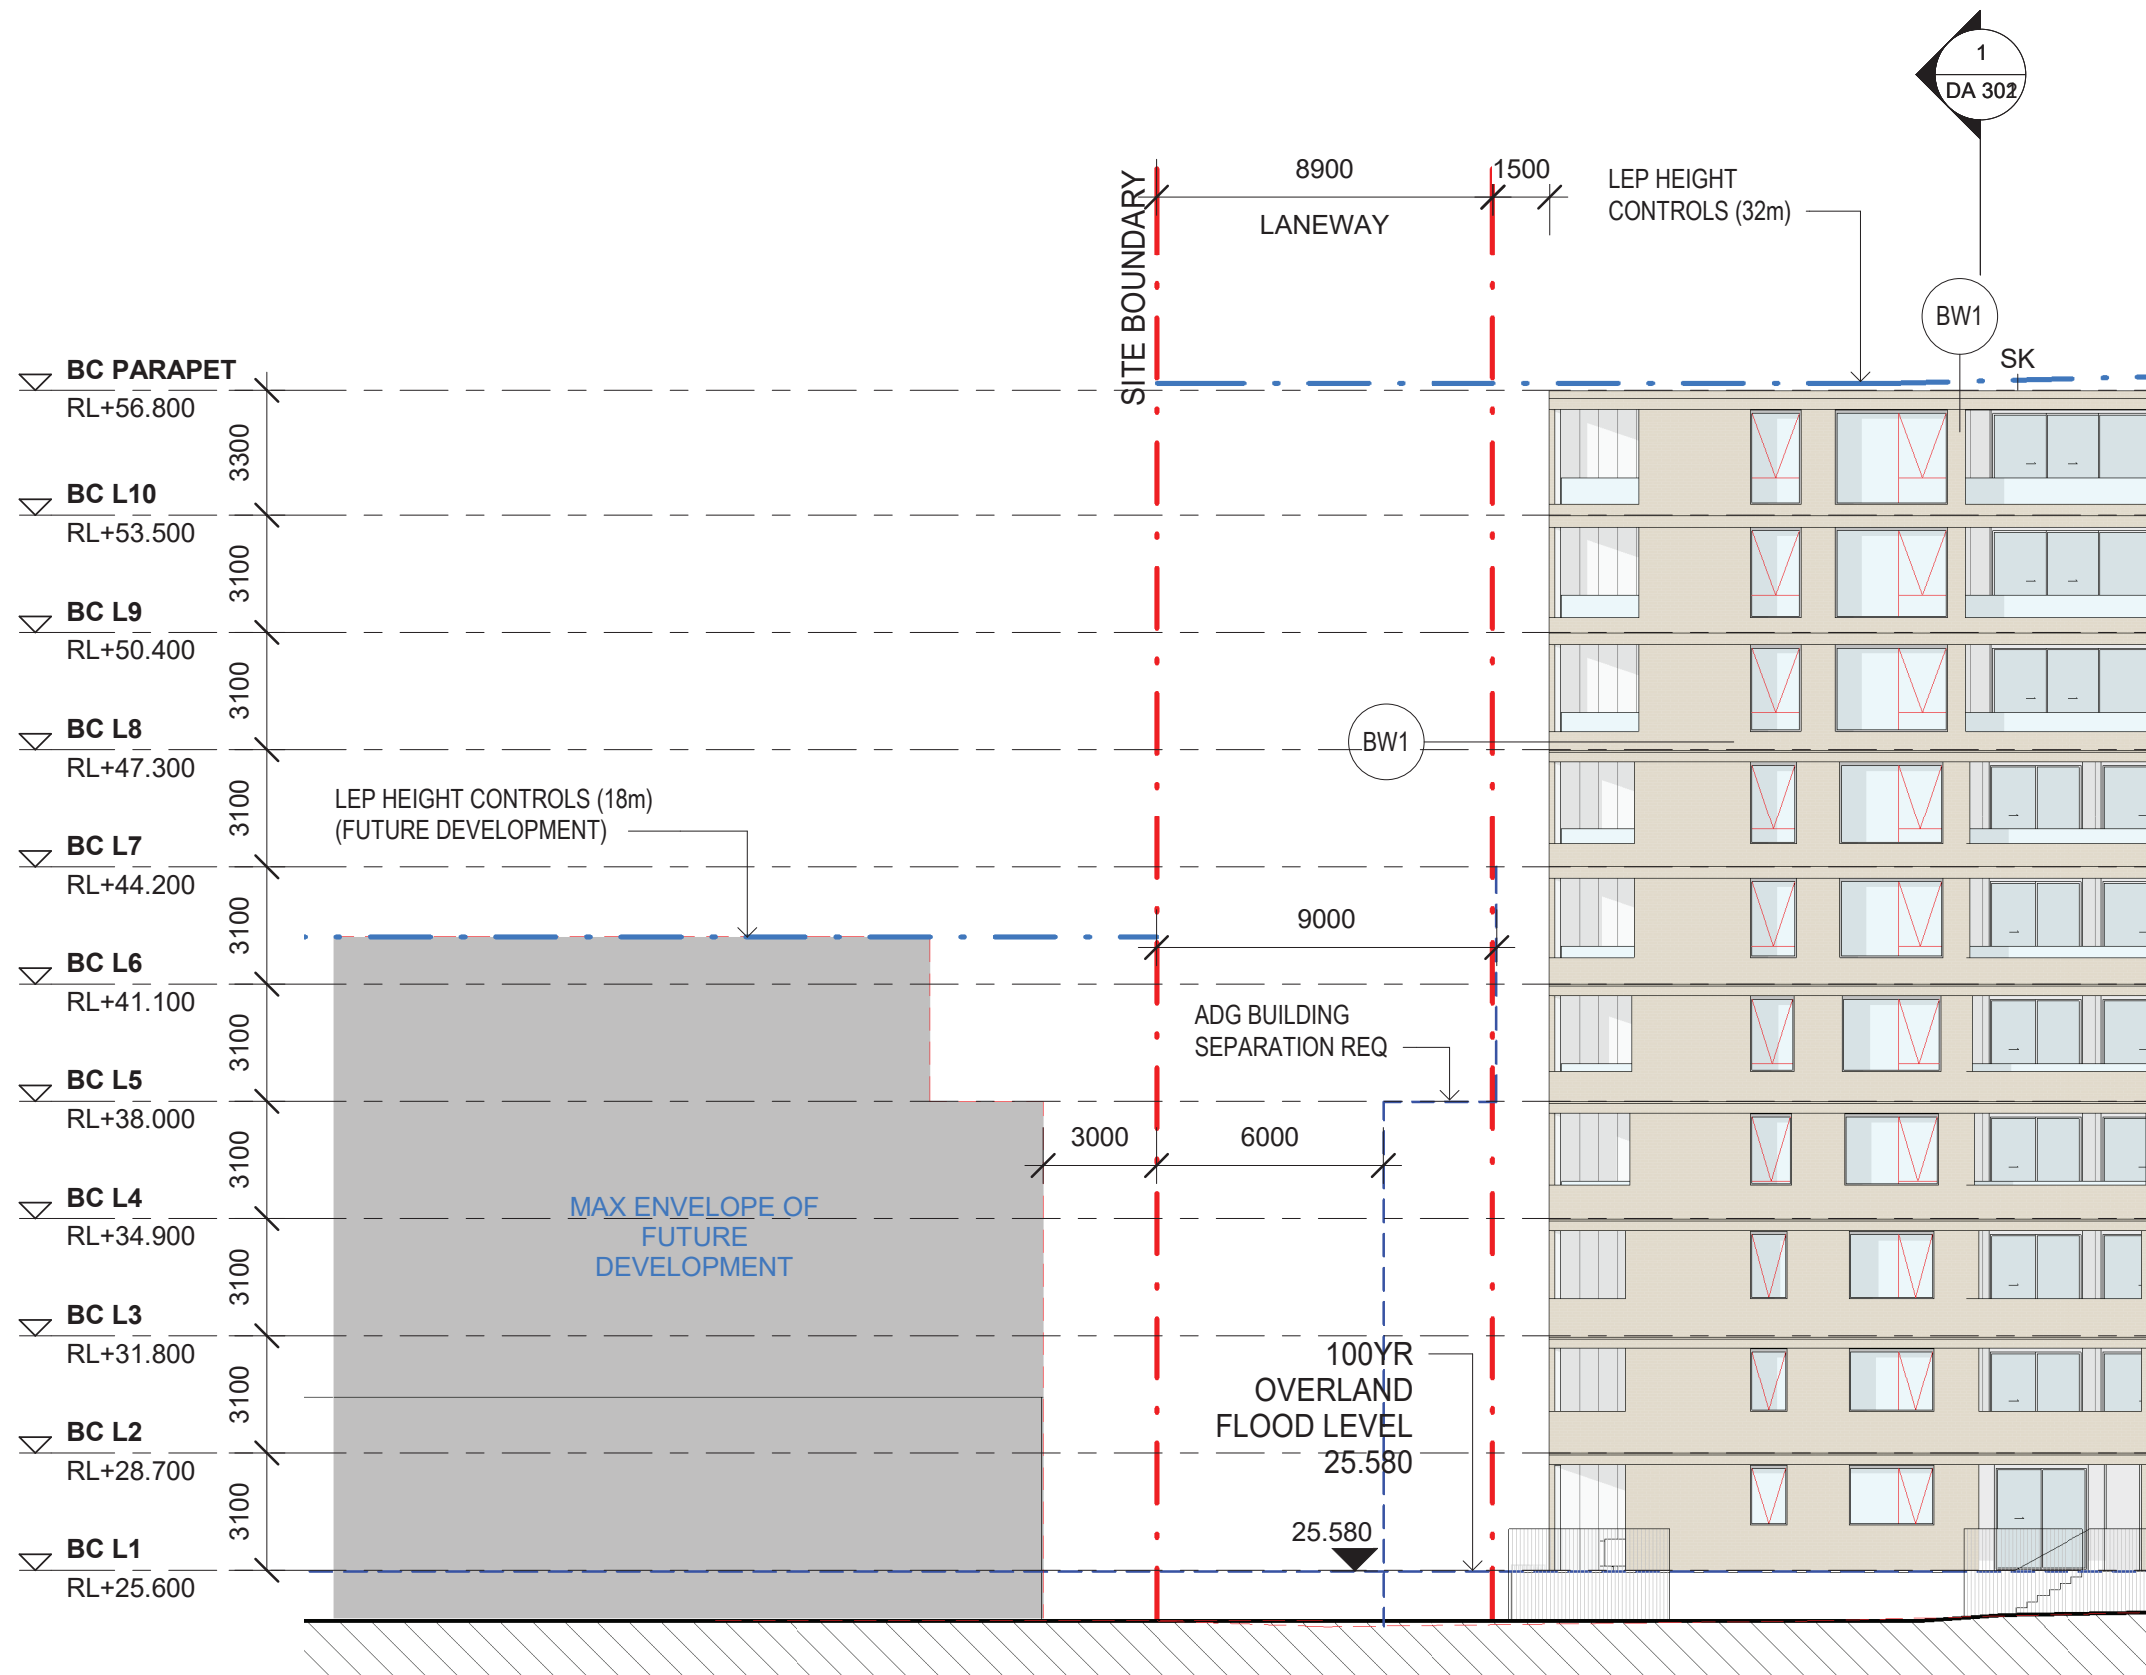 1
DA 302
8900
1500
LANEWAY
SITE BOUNDARY
LEP HEIGHT
CONTROLS (32m)
BW1
SK
BC PARAPET
RL+56.800
3300
BC L10
RL+53.500
3100
BC L9
RL+50.400
3100
BC L8
RL+47.300
BW1
3100
LEP HEIGHT CONTROLS (18m)
(FUTURE DEVELOPMENT)
BC L7
RL+44.200
3100
9000
BC L6
RL+41.100
3100
ADG BUILDING
SEPARATION REQ
BC L5
RL+38.000
3100
3000
6000
BC L4
RL+34.900
MAX ENVELOPE OF
FUTURE
DEVELOPMENT
3100
BC L3
RL+31.800
3100
100YR
OVERLAND
FLOOD LEVEL
25.580
BC L2
RL+28.700
3100
25.580
BC L1
RL+25.600